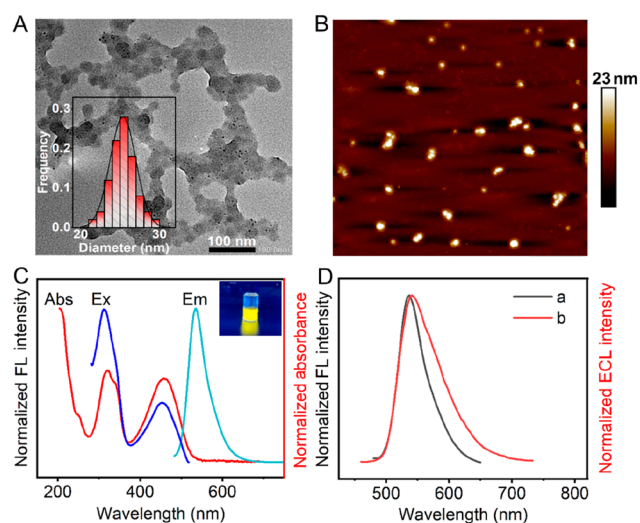 A
0.3
0.2
0.1
0.0
Frequency
20
30
Diameter (nm)
100 nm
B
23 nm
C
Abs
Ex
Em
Normalized FL intensity
Normalized absorbance
200
400
600
Wavelength (nm)
D
a
b
Normalized FL intensity
Normalized ECL intensity
500
600
700
800
Wavelength (nm)